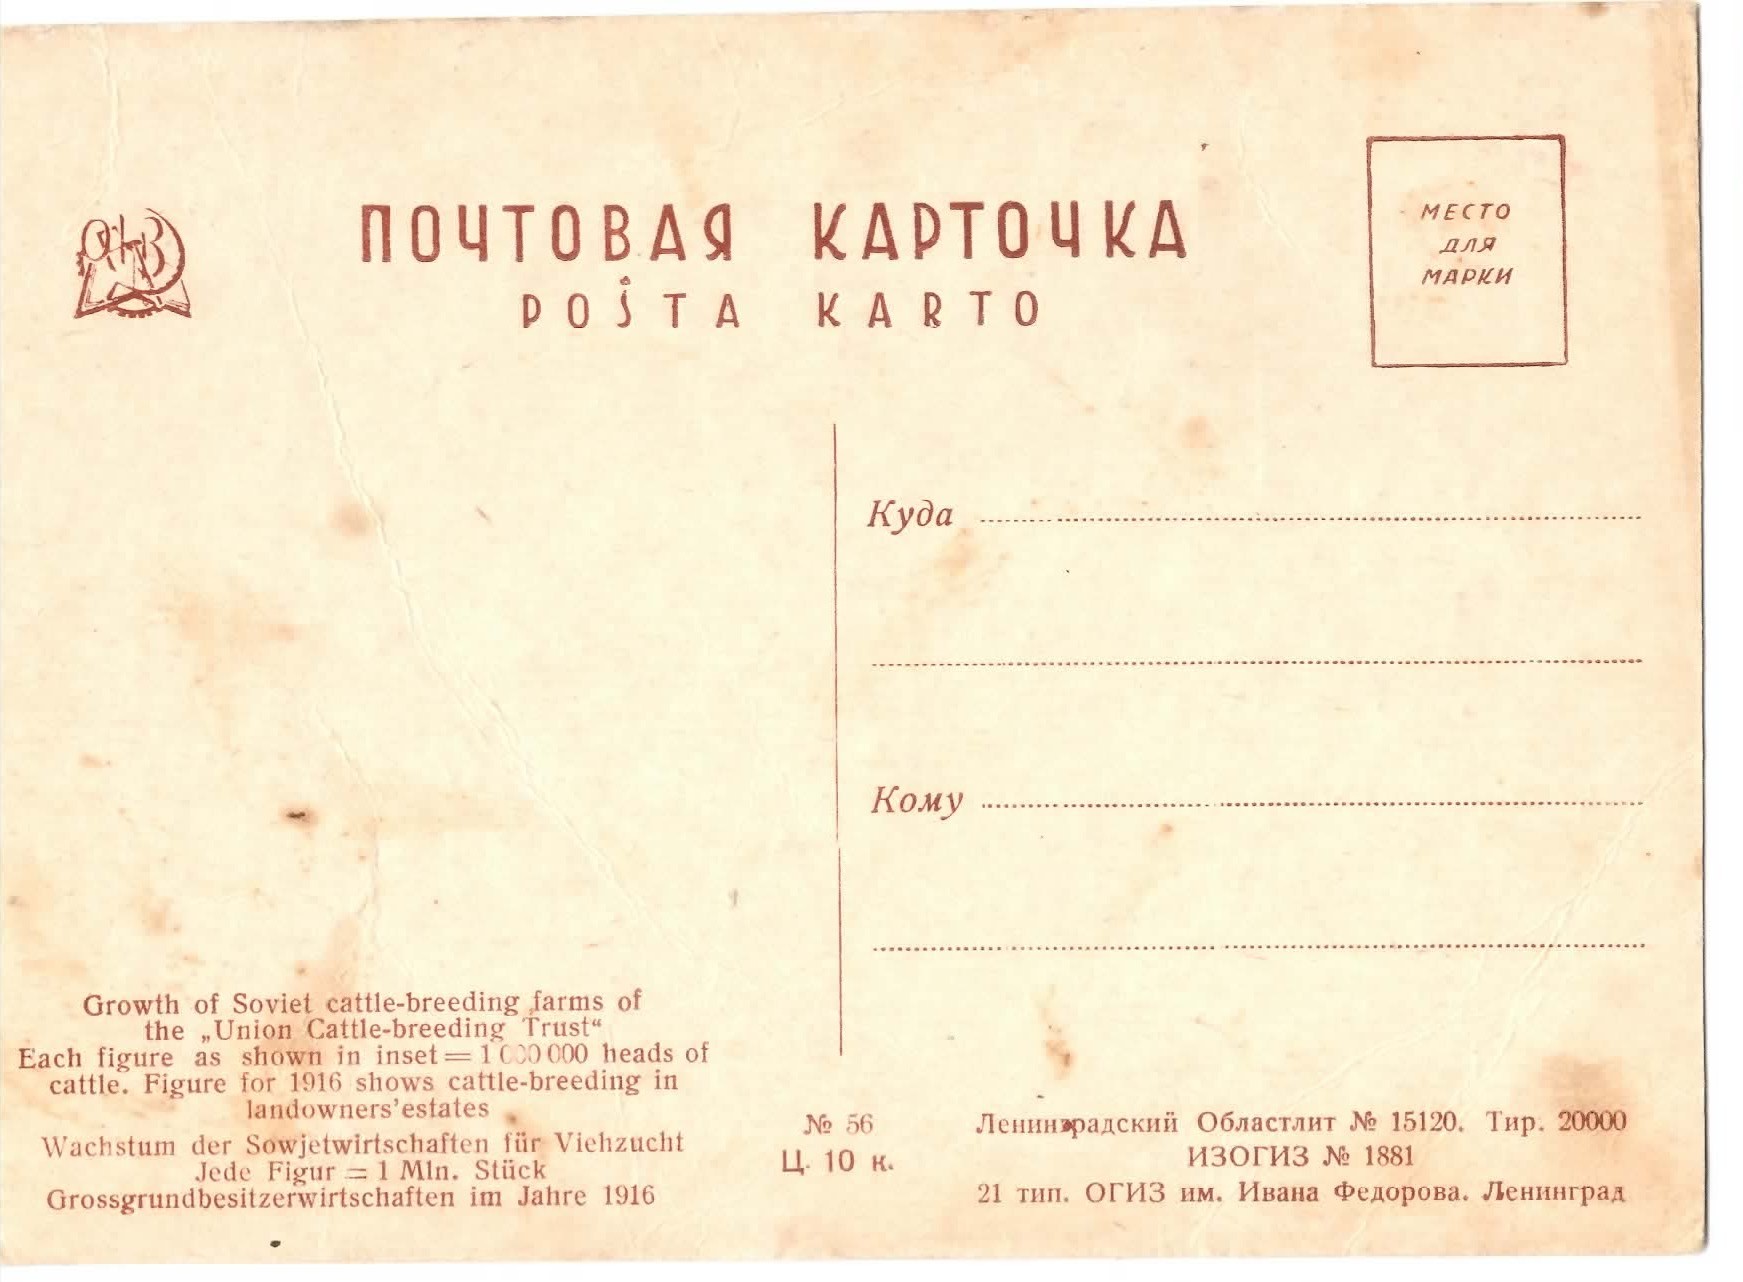 ПОЧТОВАЯ КАРТОЧКА
POŜTA KARTO
МЕСТО
ДЛЯ
МАРКИ
Куда
Кому
Growth of Soviet cattle-breeding farms of
the „Union Cattle-breeding Trust“
Each figure as shown in inset = 1 000 000 heads of
cattle. Figure for 1916 shows cattle-breeding in
landowners'estates
Wachstum der Sowjetwirtschaften für Viehzucht
Jede Figur = 1 Mln. Stück
Grossgrundbesitzerwirtschaften im Jahre 1916
№ 56
Ц. 10 к.
Ленинградский Областлит № 15120. Тир. 20000
ИЗОГИЗ № 1881
21 тип. ОГИЗ им. Ивана Федорова. Ленинград